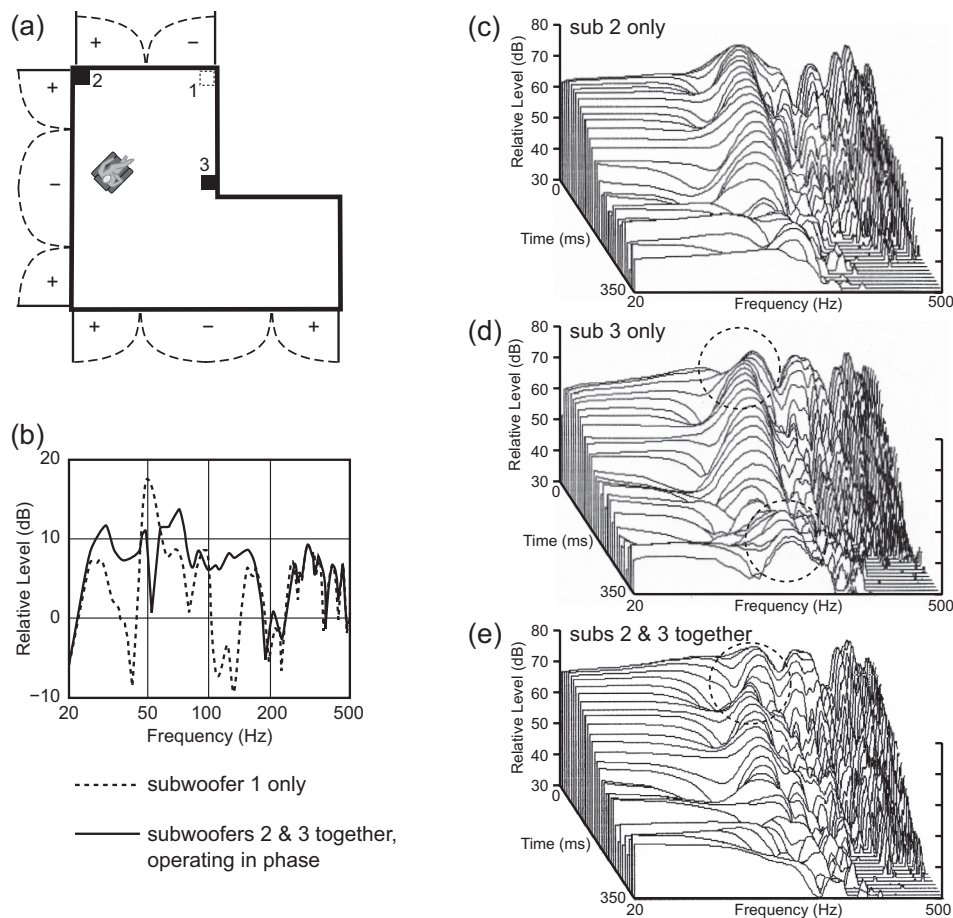 (a)
+ −
+
2
1
−
3
+
+ − +
(b)
20
10
0
−10
Relative Level (dB)
20 50 100 200 500
Frequency (Hz)
subwoofer 1 only
subwoofers 2 & 3 together,
operating in phase
(c) sub 2 only
80
70
60
50
40
30
Relative Level (dB)
0
Time (ms)
350
20 Frequency (Hz) 500
(d) sub 3 only
80
70
60
50
40
30
Relative Level (dB)
0
Time (ms)
350
20 Frequency (Hz) 500
(e) subs 2 & 3 together
80
70
60
50
40
30
Relative Level (dB)
0
Time (ms)
350
20 Frequency (Hz) 500